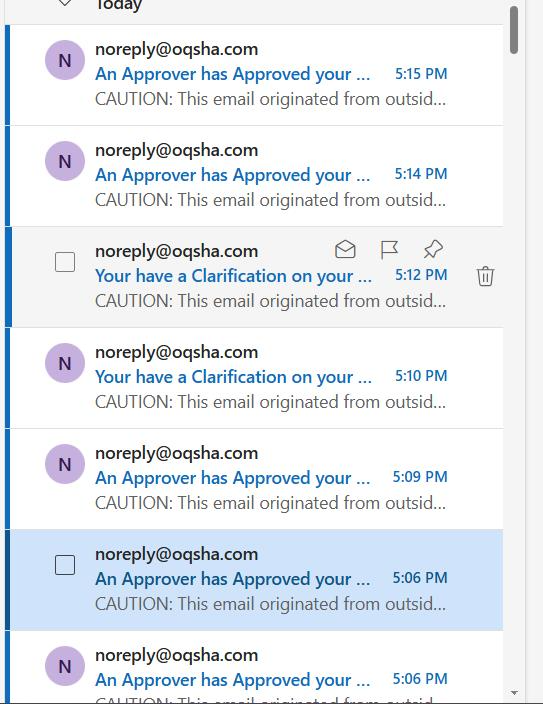 Today
N
noreply@oqsha.com
An Approver has Approved your ... 5:15 PM
CAUTION: This email originated from outsid...
N
noreply@oqsha.com
An Approver has Approved your ... 5:14 PM
CAUTION: This email originated from outsid...
noreply@oqsha.com
Your have a Clarification on your ... 5:12 PM
CAUTION: This email originated from outsid...
N
noreply@oqsha.com
Your have a Clarification on your ... 5:10 PM
CAUTION: This email originated from outsid...
N
noreply@oqsha.com
An Approver has Approved your ... 5:09 PM
CAUTION: This email originated from outsid...
noreply@oqsha.com
An Approver has Approved your ... 5:06 PM
CAUTION: This email originated from outsid...
N
noreply@oqsha.com
An Approver has Approved your ... 5:06 PM
CAUTION: This email originated from outsid...